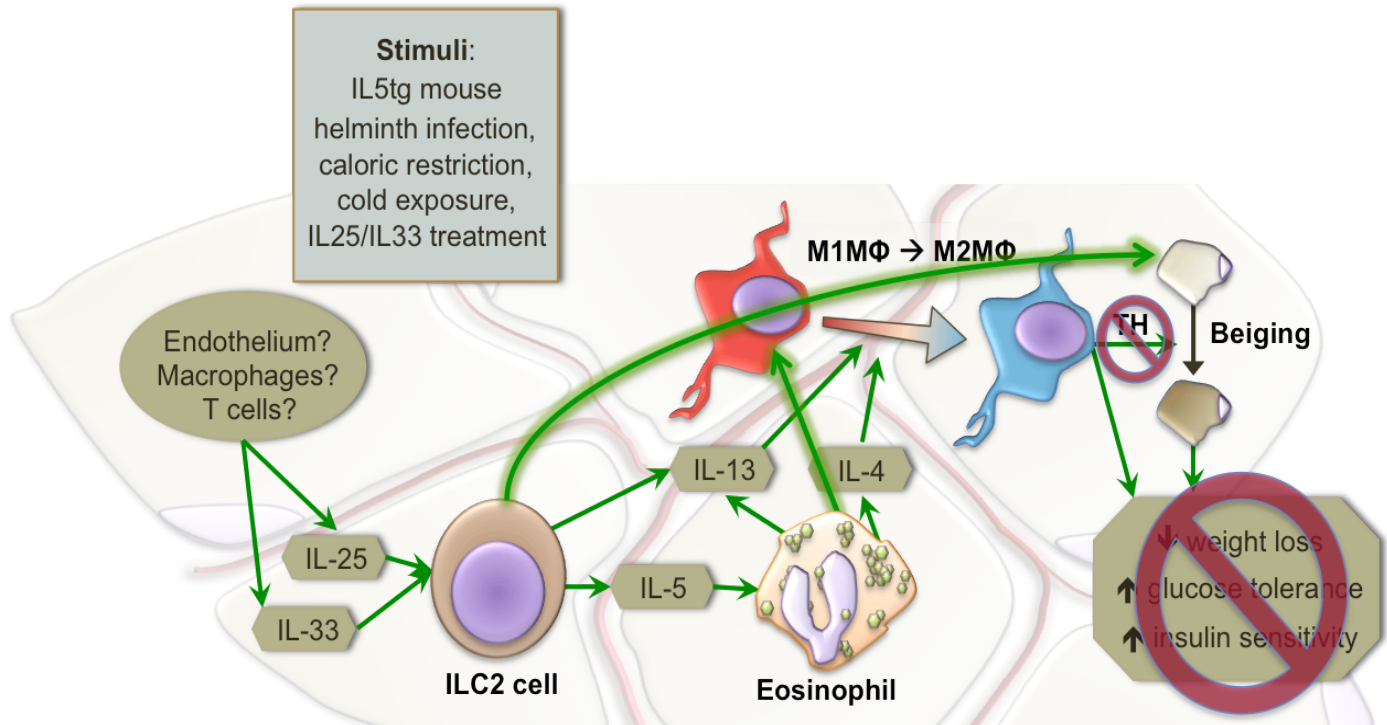 Stimuli:
IL5tg mouse
helminth infection,
caloric restriction,
cold exposure,
IL25/IL33 treatment
M1MΦ → M2MΦ
Endothelium?
Macrophages?
T cells?
TH
Beiging
IL-13
IL-4
IL-25
IL-5
IL-33
↓ weight loss
↑ glucose tolerance
↑ insulin sensitivity
ILC2 cell
Eosinophil